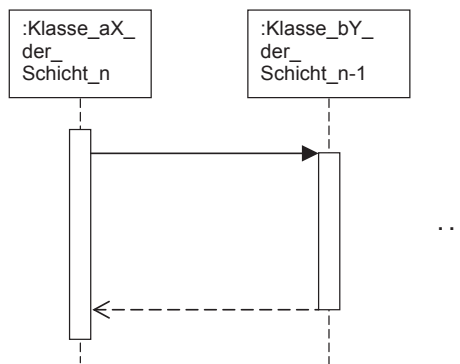 :Klasse_aX_
der_
Schicht_n
:Klasse_bY_
der_
Schicht_n-1
. .